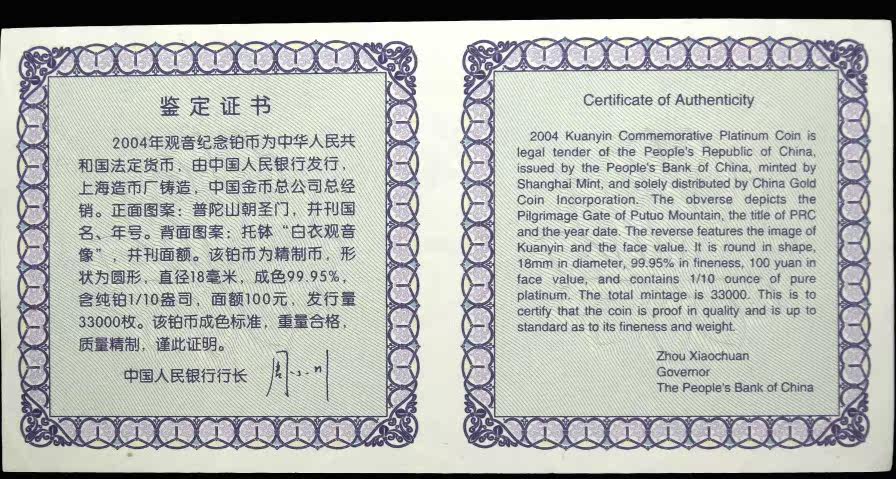 鉴定证书
2004年观音纪念铂币为中华人民共
和国法定货币，由中国人民银行发行，
上海造币厂铸造，中国金币总公司总经
销。正面图案：普陀山朝圣门，并刊国
名、年号。背面图案：托钵“白衣观音
像”，并刊面额。该铂币为精制币，形
状为圆形，直径18毫米，成色99.95%，
含纯铂1/10盎司，面额100元，发行量
33000枚。该铂币成色标准，重量合格，
质量精制，谨此证明。
中国人民银行行长
Certificate of Authenticity
2004 Kuanyin Commemorative Platinum Coin is
legal tender of the People's Republic of China,
issued by the People's Bank of China, minted by
Shanghai Mint, and solely distributed by China Gold
Coin Incorporation. The obverse depicts the
Pilgrimage Gate of Putuo Mountain, the title of PRC
and the year date. The reverse features the image of
Kuanyin and the face value. It is round in shape,
18mm in diameter, 99.95% in fineness, 100 yuan in
face value, and contains 1/10 ounce of pure
platinum. The total mintage is 33000. This is to
certify that the coin is proof in quality and is up to
standard as to its fineness and weight.
Zhou Xiaochuan
Governor
The People's Bank of China